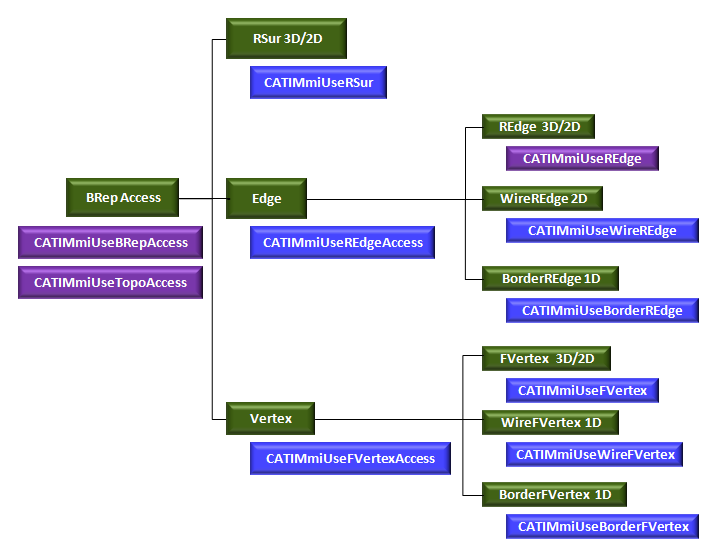 RSur 3D/2D
CATIMmiUseRSur
REdge 3D/2D
CATIMmiUseREdge
BRep Access
Edge
WireREdge 2D
CATIMmiUseBRepAccess
CATIMmiUseREdgeAccess
CATIMmiUseWireREdge
CATIMmiUseTopoAccess
BorderREdge 1D
CATIMmiUseBorderREdge
FVertex 3D/2D
CATIMmiUseFVertex
Vertex
WireFVertex 1D
CATIMmiUseFVertexAccess
CATIMmiUseWireFVertex
BorderFVertex 1D
CATIMmiUseBorderFVertex